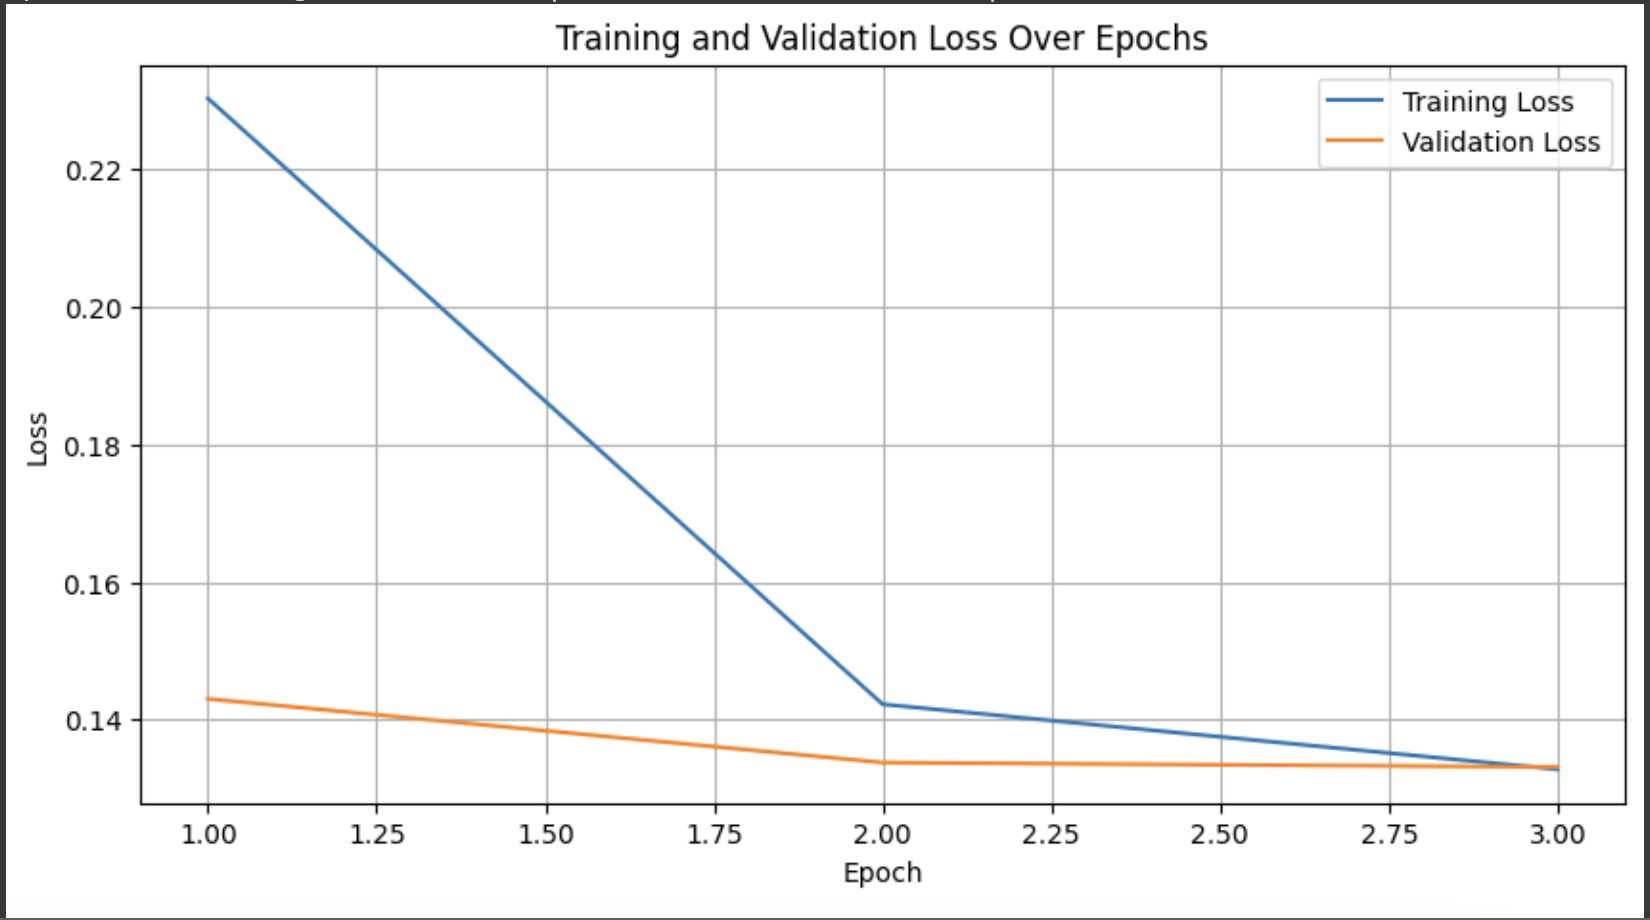 Training and Validation Loss Over Epochs
Training Loss
Validation Loss
0.22
0.20
0.18
0.16
0.14
Loss
1.00 1.25 1.50 1.75 2.00 2.25 2.50 2.75 3.00
Epoch